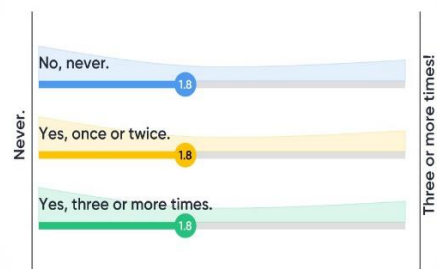 Never.
No, never.
1.8
Yes, once or twice.
1.8
Yes, three or more times.
1.8
Three or more times!